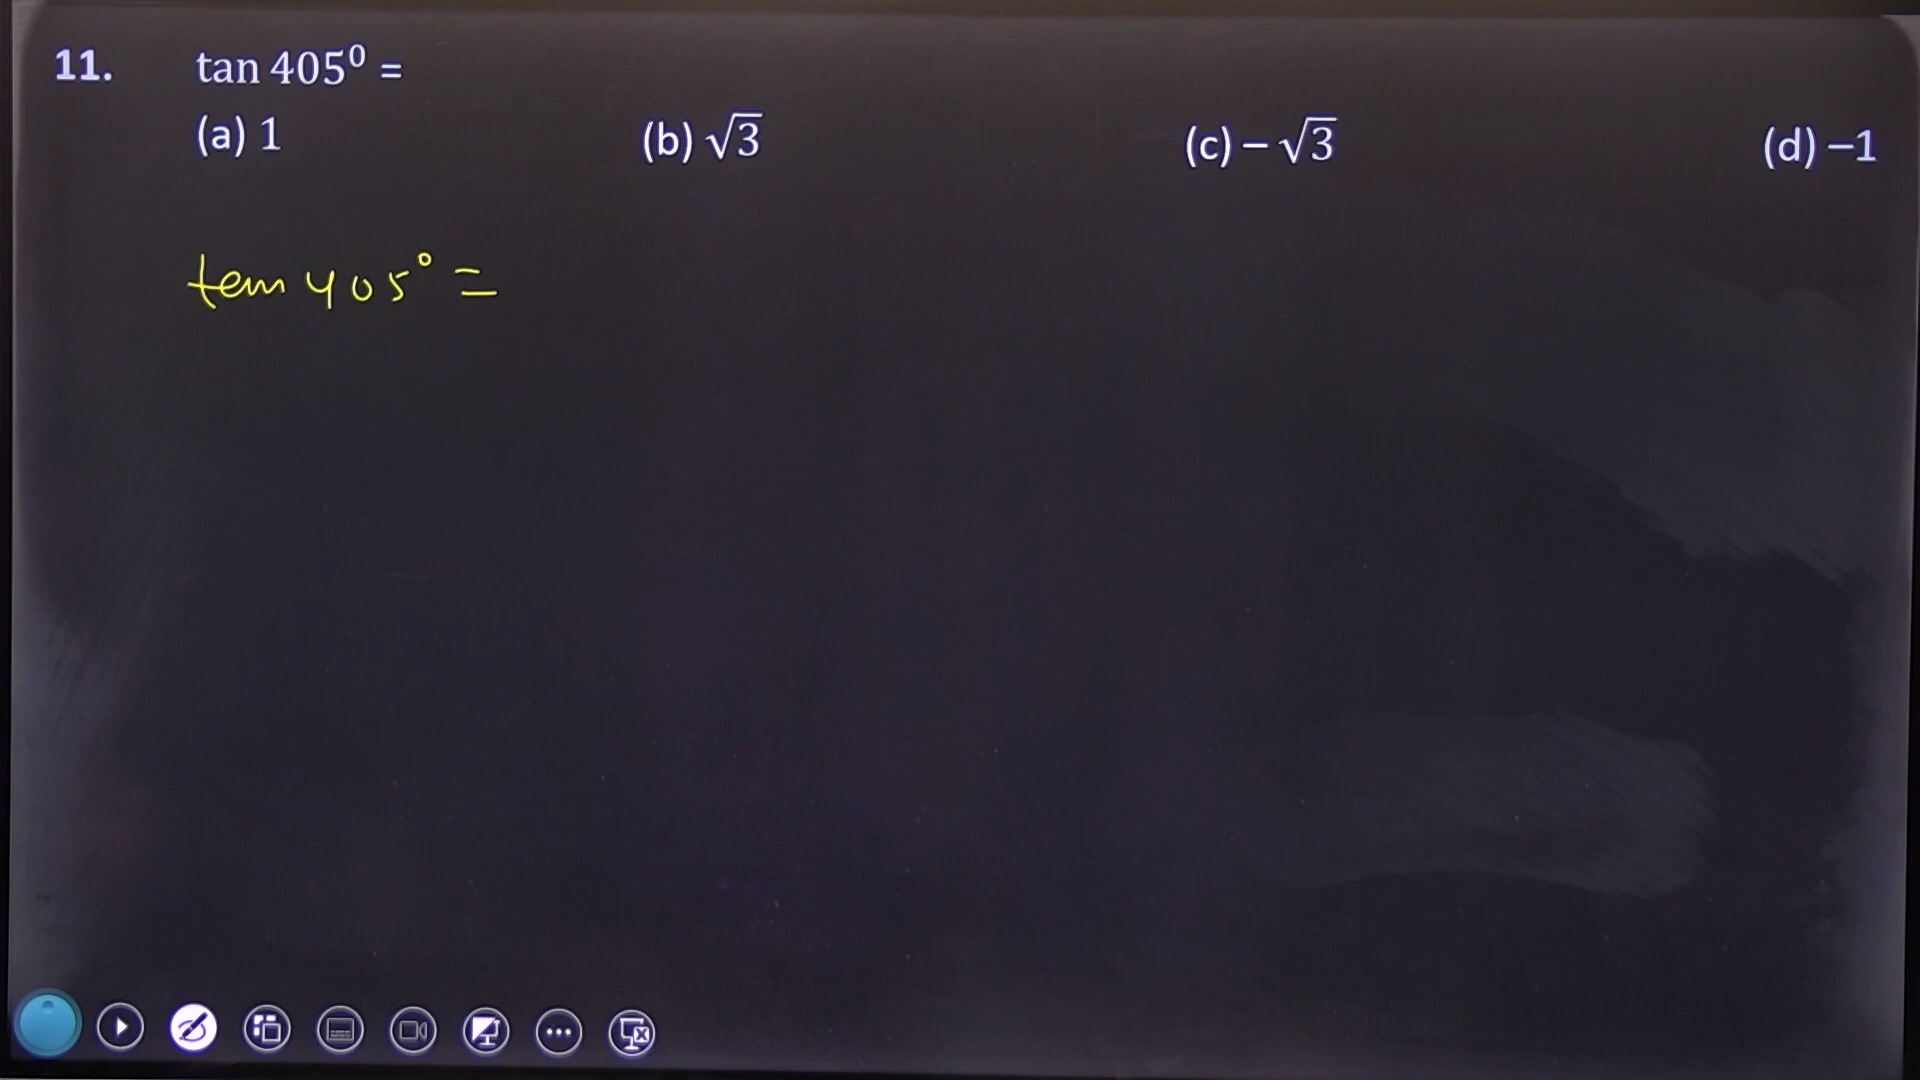 11. tan 405⁰ =
(a) 1 (b) √3 (c) – √3 (d) –1
tan 405° =